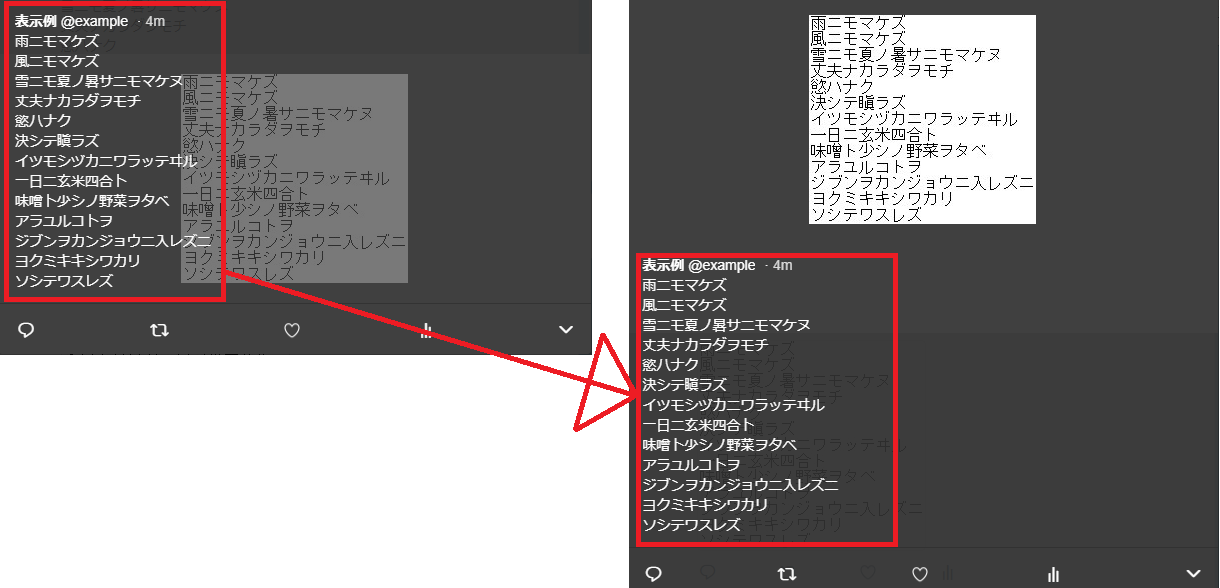 表示例 @example · 4m
雨ニモマケズ
風ニモマケズ
雪ニモ夏ノ暑サニモマケヌ
丈夫ナカラダヲモチ
慾ハナク
決シテ瞋ラズ
イツモシヅカニワラッテヰル
一日ニ玄米四合ト
味噌ト少シノ野菜ヲタベ
アラユルコトヲ
ジブンヲカンジョウニ入レズニ
ヨクミキキシワカリ
ソシテワスレズ
雨ニモマケズ
風ニモマケズ
雪ニモ夏ノ暑サニモマケヌ
丈夫ナカラダヲモチ
慾ハナク
決シテ瞋ラズ
イツモシヅカニワラッテヰル
一日ニ玄米四合ト
味噌ト少シノ野菜ヲタベ
アラユルコトヲ
ジブンヲカンジョウニ入レズニ
ヨクミキキシワカリ
ソシテワスレズ
雨ニモマケズ
風ニモマケズ
雪ニモ夏ノ暑サニモマケヌ
丈夫ナカラダヲモチ
慾ハナク
決シテ瞋ラズ
イツモシヅカニワラッテヰル
一日ニ玄米四合ト
味噌ト少シノ野菜ヲタベ
アラユルコトヲ
ジブンヲカンジョウニ入レズニ
ヨクミキキシワカリ
ソシテワスレズ
表示例 @example · 4m
雨ニモマケズ
風ニモマケズ
雪ニモ夏ノ暑サニモマケヌ
丈夫ナカラダヲモチ
慾ハナク
決シテ瞋ラズ
イツモシヅカニワラッテヰル
一日ニ玄米四合ト
味噌ト少シノ野菜ヲタベ
アラユルコトヲ
ジブンヲカンジョウニ入レズニ
ヨクミキキシワカリ
ソシテワスレズ